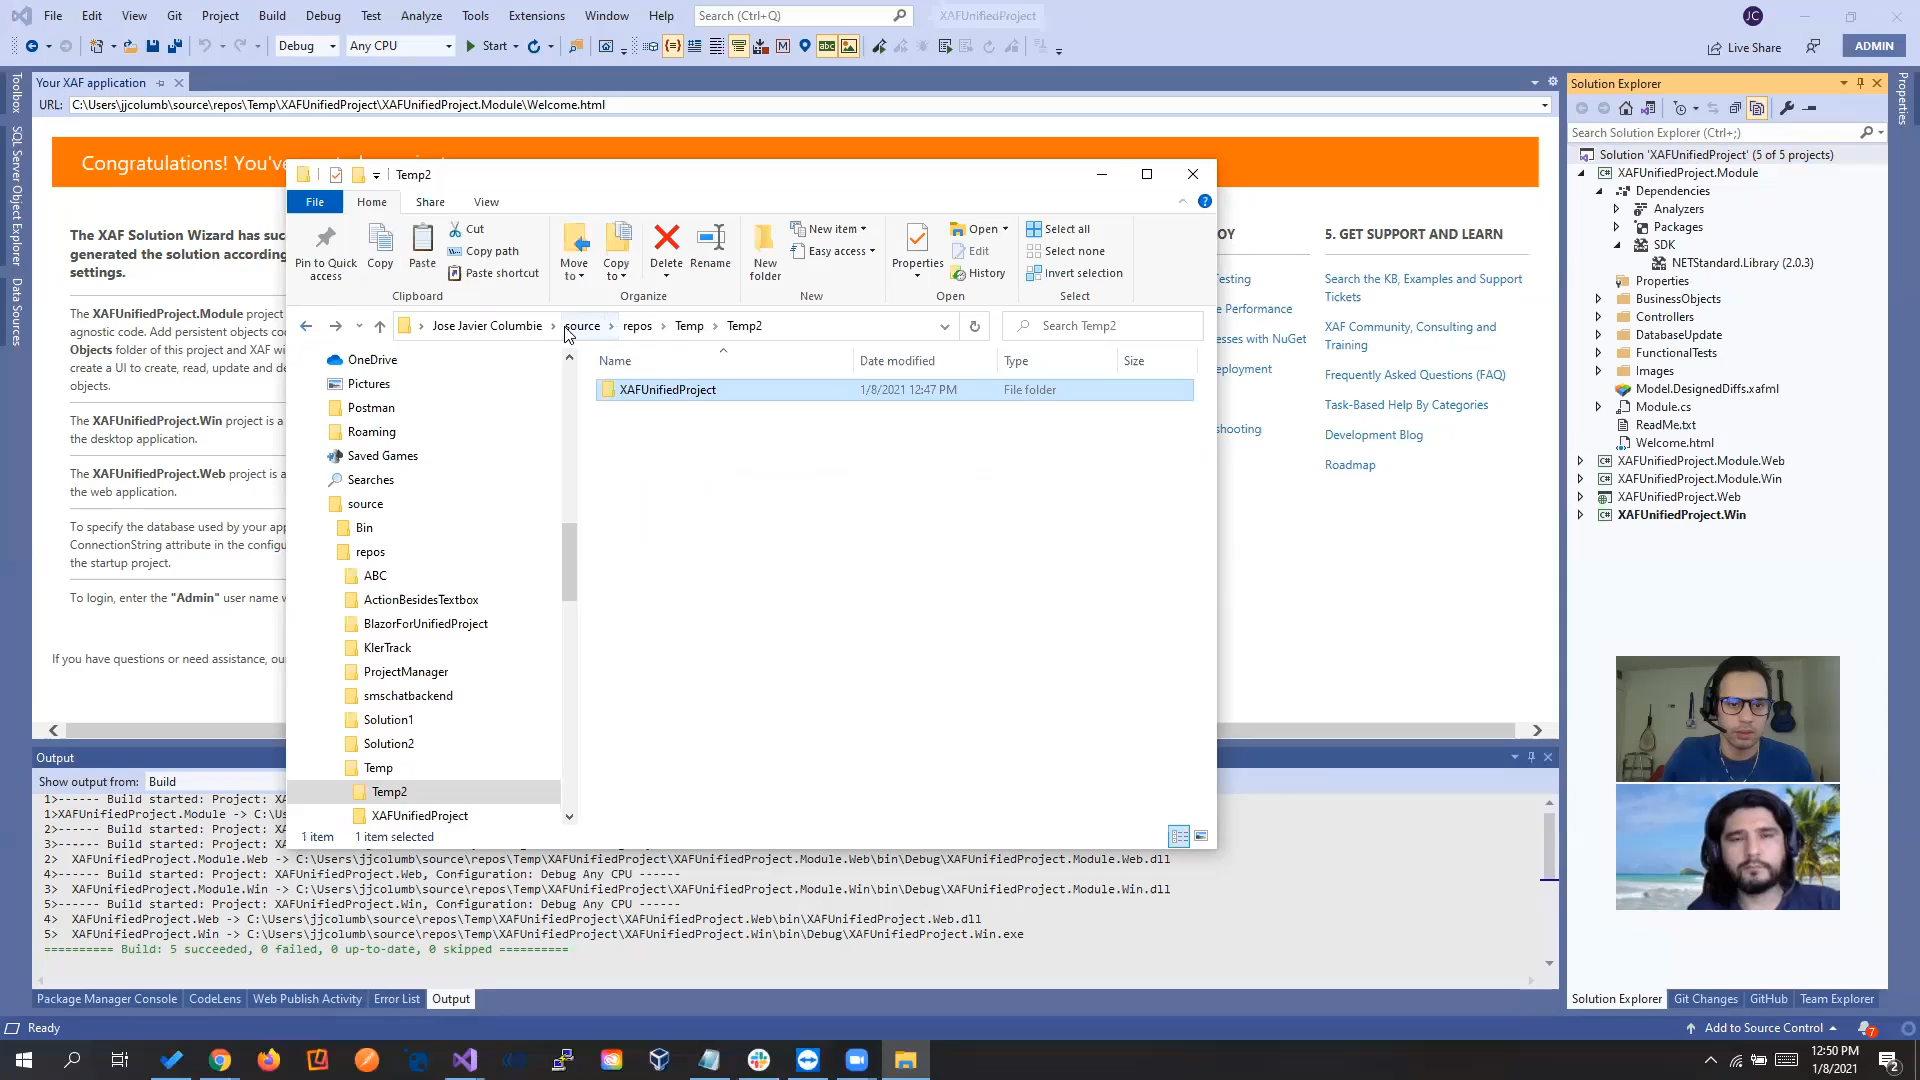 File Edit View Git Project Build Debug Test Analyze Tools Extensions Window Help Search (Ctrl+Q) XAFUnifiedProject JC
Debug Any CPU Start Live Share ADMIN
Your XAF application
URL: C:\Users\jjcolumb\source\repos\Temp\XAFUnifiedProject\XAFUnifiedProject.Module\Welcome.html
Toolbox
SQL Server Object Explorer
Data Sources
Congratulations! You've
The XAF Solution Wizard has suc
generated the solution according
settings.
The XAFUnifiedProject.Module project
agnostic code. Add persistent objects co
Objects folder of this project and XAF wi
create a UI to create, read, update and de
objects.
The XAFUnifiedProject.Win project is a
the desktop application.
The XAFUnifiedProject.Web project is a
the web application.
To specify the database used by your app
ConnectionString attribute in the configu
the startup project.
To login, enter the "Admin" user name w
If you have questions or need assistance, ou
Temp2
File Home Share View
Pin to Quick
access
Copy
Paste
Cut
Copy path
Paste shortcut
Clipboard
Move
to
Copy
to
Delete
Rename
Organize
New
folder
New item
Easy access
New
Properties
Open
Edit
History
Open
Select all
Select none
Invert selection
Select
Jose Javier Columbie source repos Temp Temp2
Search Temp2
OneDrive
Pictures
Postman
Roaming
Saved Games
Searches
source
Bin
repos
ABC
ActionBesidesTextbox
BlazorForUnifiedProject
KlerTrack
ProjectManager
smschatbackend
Solution1
Solution2
Temp
Temp2
XAFUnifiedProject
Name Date modified Type Size
XAFUnifiedProject 1/8/2021 12:47 PM File folder
1 item 1 item selected
OY
esting
e Performance
esses with NuGet
eployment
shooting
5. GET SUPPORT AND LEARN
Search the KB, Examples and Support
Tickets
XAF Community, Consulting and
Training
Frequently Asked Questions (FAQ)
Task-Based Help By Categories
Development Blog
Roadmap
Solution Explorer
Search Solution Explorer (Ctrl+;)
Solution 'XAFUnifiedProject' (5 of 5 projects)
XAFUnifiedProject.Module
Dependencies
Analyzers
Packages
SDK
NETStandard.Library (2.0.3)
Properties
BusinessObjects
Controllers
DatabaseUpdate
FunctionalTests
Images
Model.DesignedDiffs.xafml
Module.cs
ReadMe.txt
Welcome.html
XAFUnifiedProject.Module.Web
XAFUnifiedProject.Module.Win
XAFUnifiedProject.Web
XAFUnifiedProject.Win
Properties
Output
Show output from: Build
1>------ Build started: Project: XA
1>XAFUnifiedProject.Module -> C:\Us
2>------ Build started: Project: XA
3>------ Build started: Project: XA
2> XAFUnifiedProject.Module.Web -> C:\Users\jjcolumb\source\repos\Temp\XAFUnifiedProject\XAFUnifiedProject.Module.Web\bin\Debug\XAFUnifiedProject.Module.Web.dll
4>------ Build started: Project: XAFUnifiedProject.Web, Configuration: Debug Any CPU ------
3> XAFUnifiedProject.Module.Win -> C:\Users\jjcolumb\source\repos\Temp\XAFUnifiedProject\XAFUnifiedProject.Module.Win\bin\Debug\XAFUnifiedProject.Module.Win.dll
5>------ Build started: Project: XAFUnifiedProject.Win, Configuration: Debug Any CPU ------
4> XAFUnifiedProject.Web -> C:\Users\jjcolumb\source\repos\Temp\XAFUnifiedProject\XAFUnifiedProject.Web\bin\XAFUnifiedProject.Web.dll
5> XAFUnifiedProject.Win -> C:\Users\jjcolumb\source\repos\Temp\XAFUnifiedProject\XAFUnifiedProject.Win\bin\Debug\XAFUnifiedProject.Win.exe
========== Build: 5 succeeded, 0 failed, 0 up-to-date, 0 skipped ==========
Package Manager Console CodeLens Web Publish Activity Error List Output
Solution Explorer Git Changes GitHub Team Explorer
Ready
Add to Source Control 7
12:50 PM
1/8/2021
2